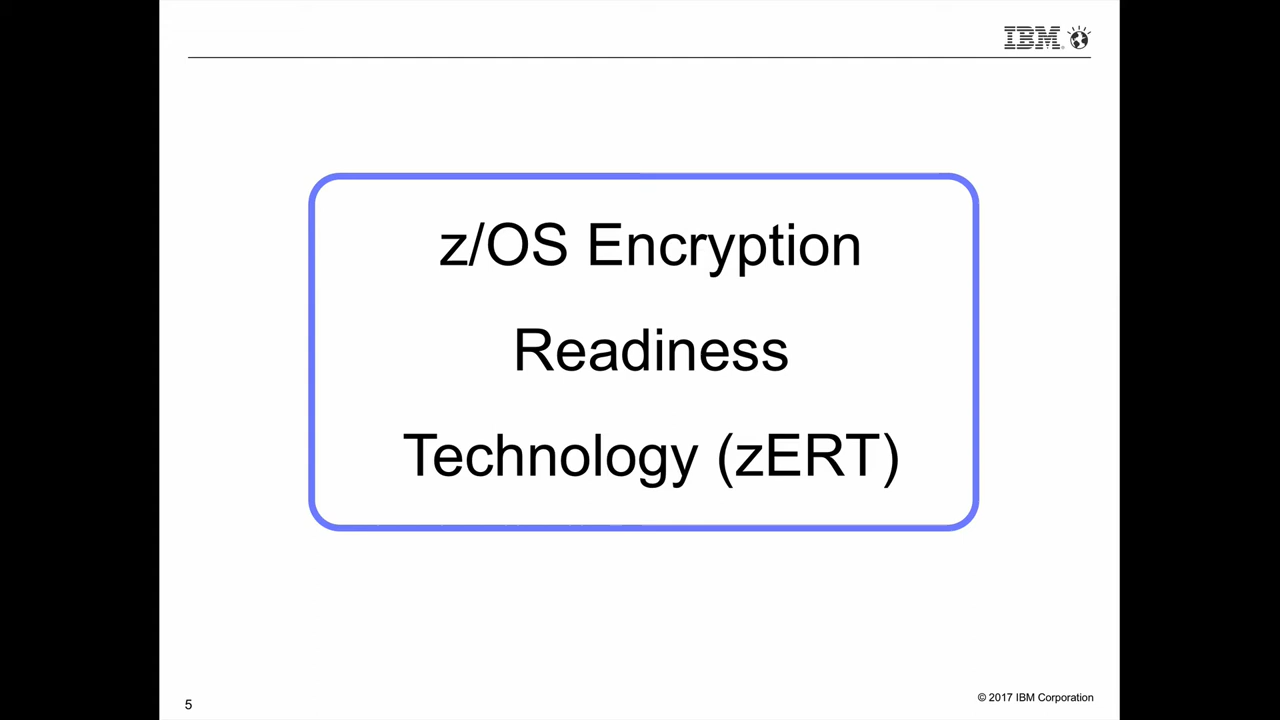 IBM
z/OS Encryption
Readiness
Technology (zERT)
5
© 2017 IBM Corporation